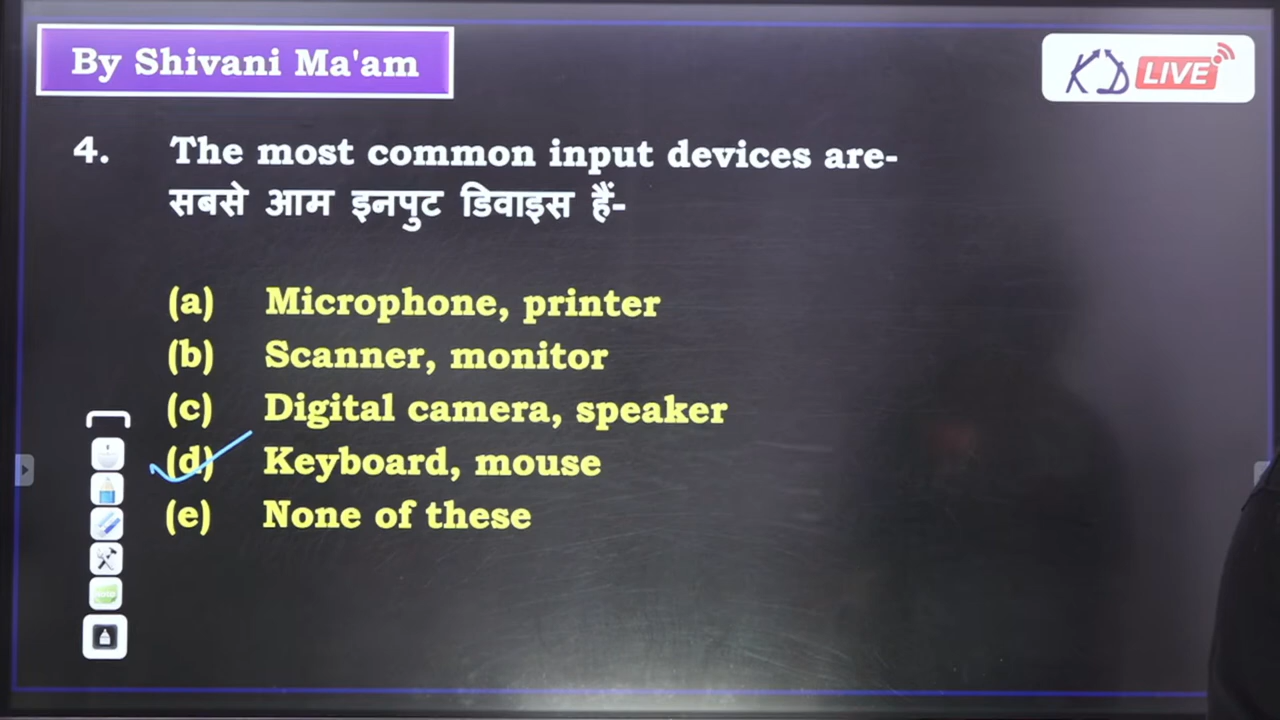 By Shivani Ma'am
KD LIVE
4. The most common input devices are-
सबसे आम इनपुट डिवाइस हैं-
(a) Microphone, printer
(b) Scanner, monitor
(c) Digital camera, speaker
(d) Keyboard, mouse
(e) None of these